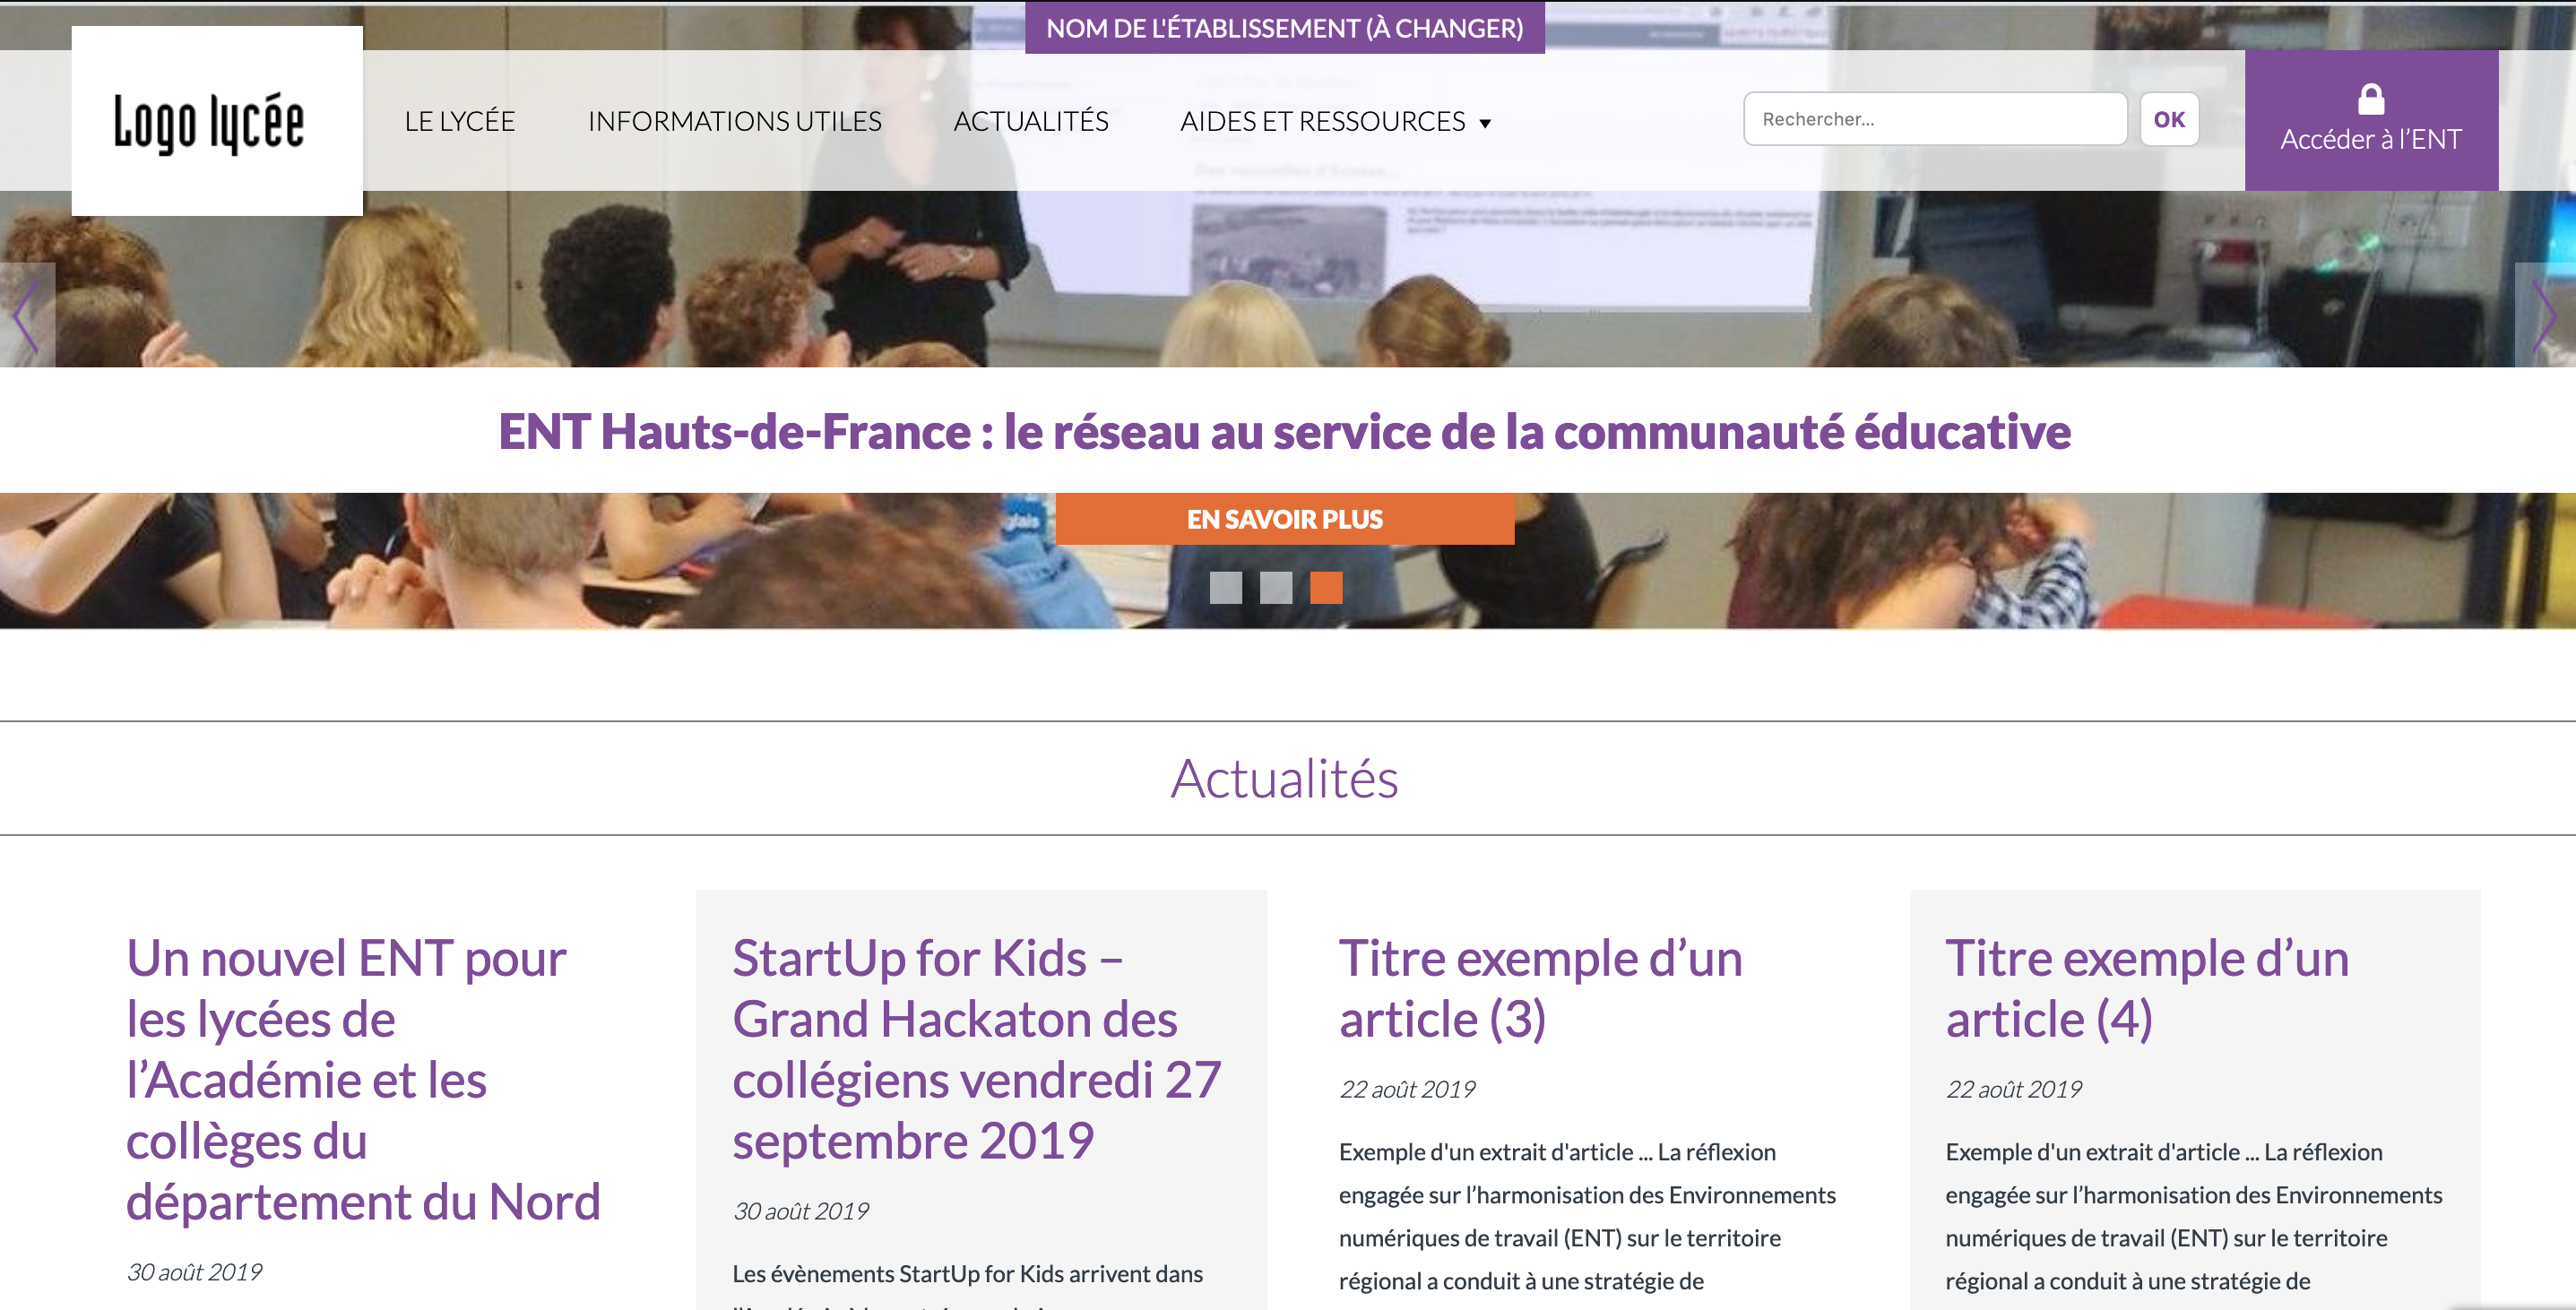 NOM DE L'ÉTABLISSEMENT (À CHANGER)
Logo lycée
LE LYCÉE
INFORMATIONS UTILES
ACTUALITÉS
AIDES ET RESSOURCES
Rechercher...
OK
Accéder à l'ENT
ENT Hauts-de-France : le réseau au service de la communauté éducative
EN SAVOIR PLUS
Actualités
Un nouvel ENT pour
les lycées de
l’Académie et les
collèges du
département du Nord
30 août 2019
StartUp for Kids –
Grand Hackaton des
collégiens vendredi 27
septembre 2019
30 août 2019
Les évènements StartUp for Kids arrivent dans
Titre exemple d’un
article (3)
22 août 2019
Exemple d'un extrait d'article ... La réflexion
engagée sur l’harmonisation des Environnements
numériques de travail (ENT) sur le territoire
régional a conduit à une stratégie de
Titre exemple d’un
article (4)
22 août 2019
Exemple d'un extrait d'article ... La réflexion
engagée sur l’harmonisation des Environnements
numériques de travail (ENT) sur le territoire
régional a conduit à une stratégie de